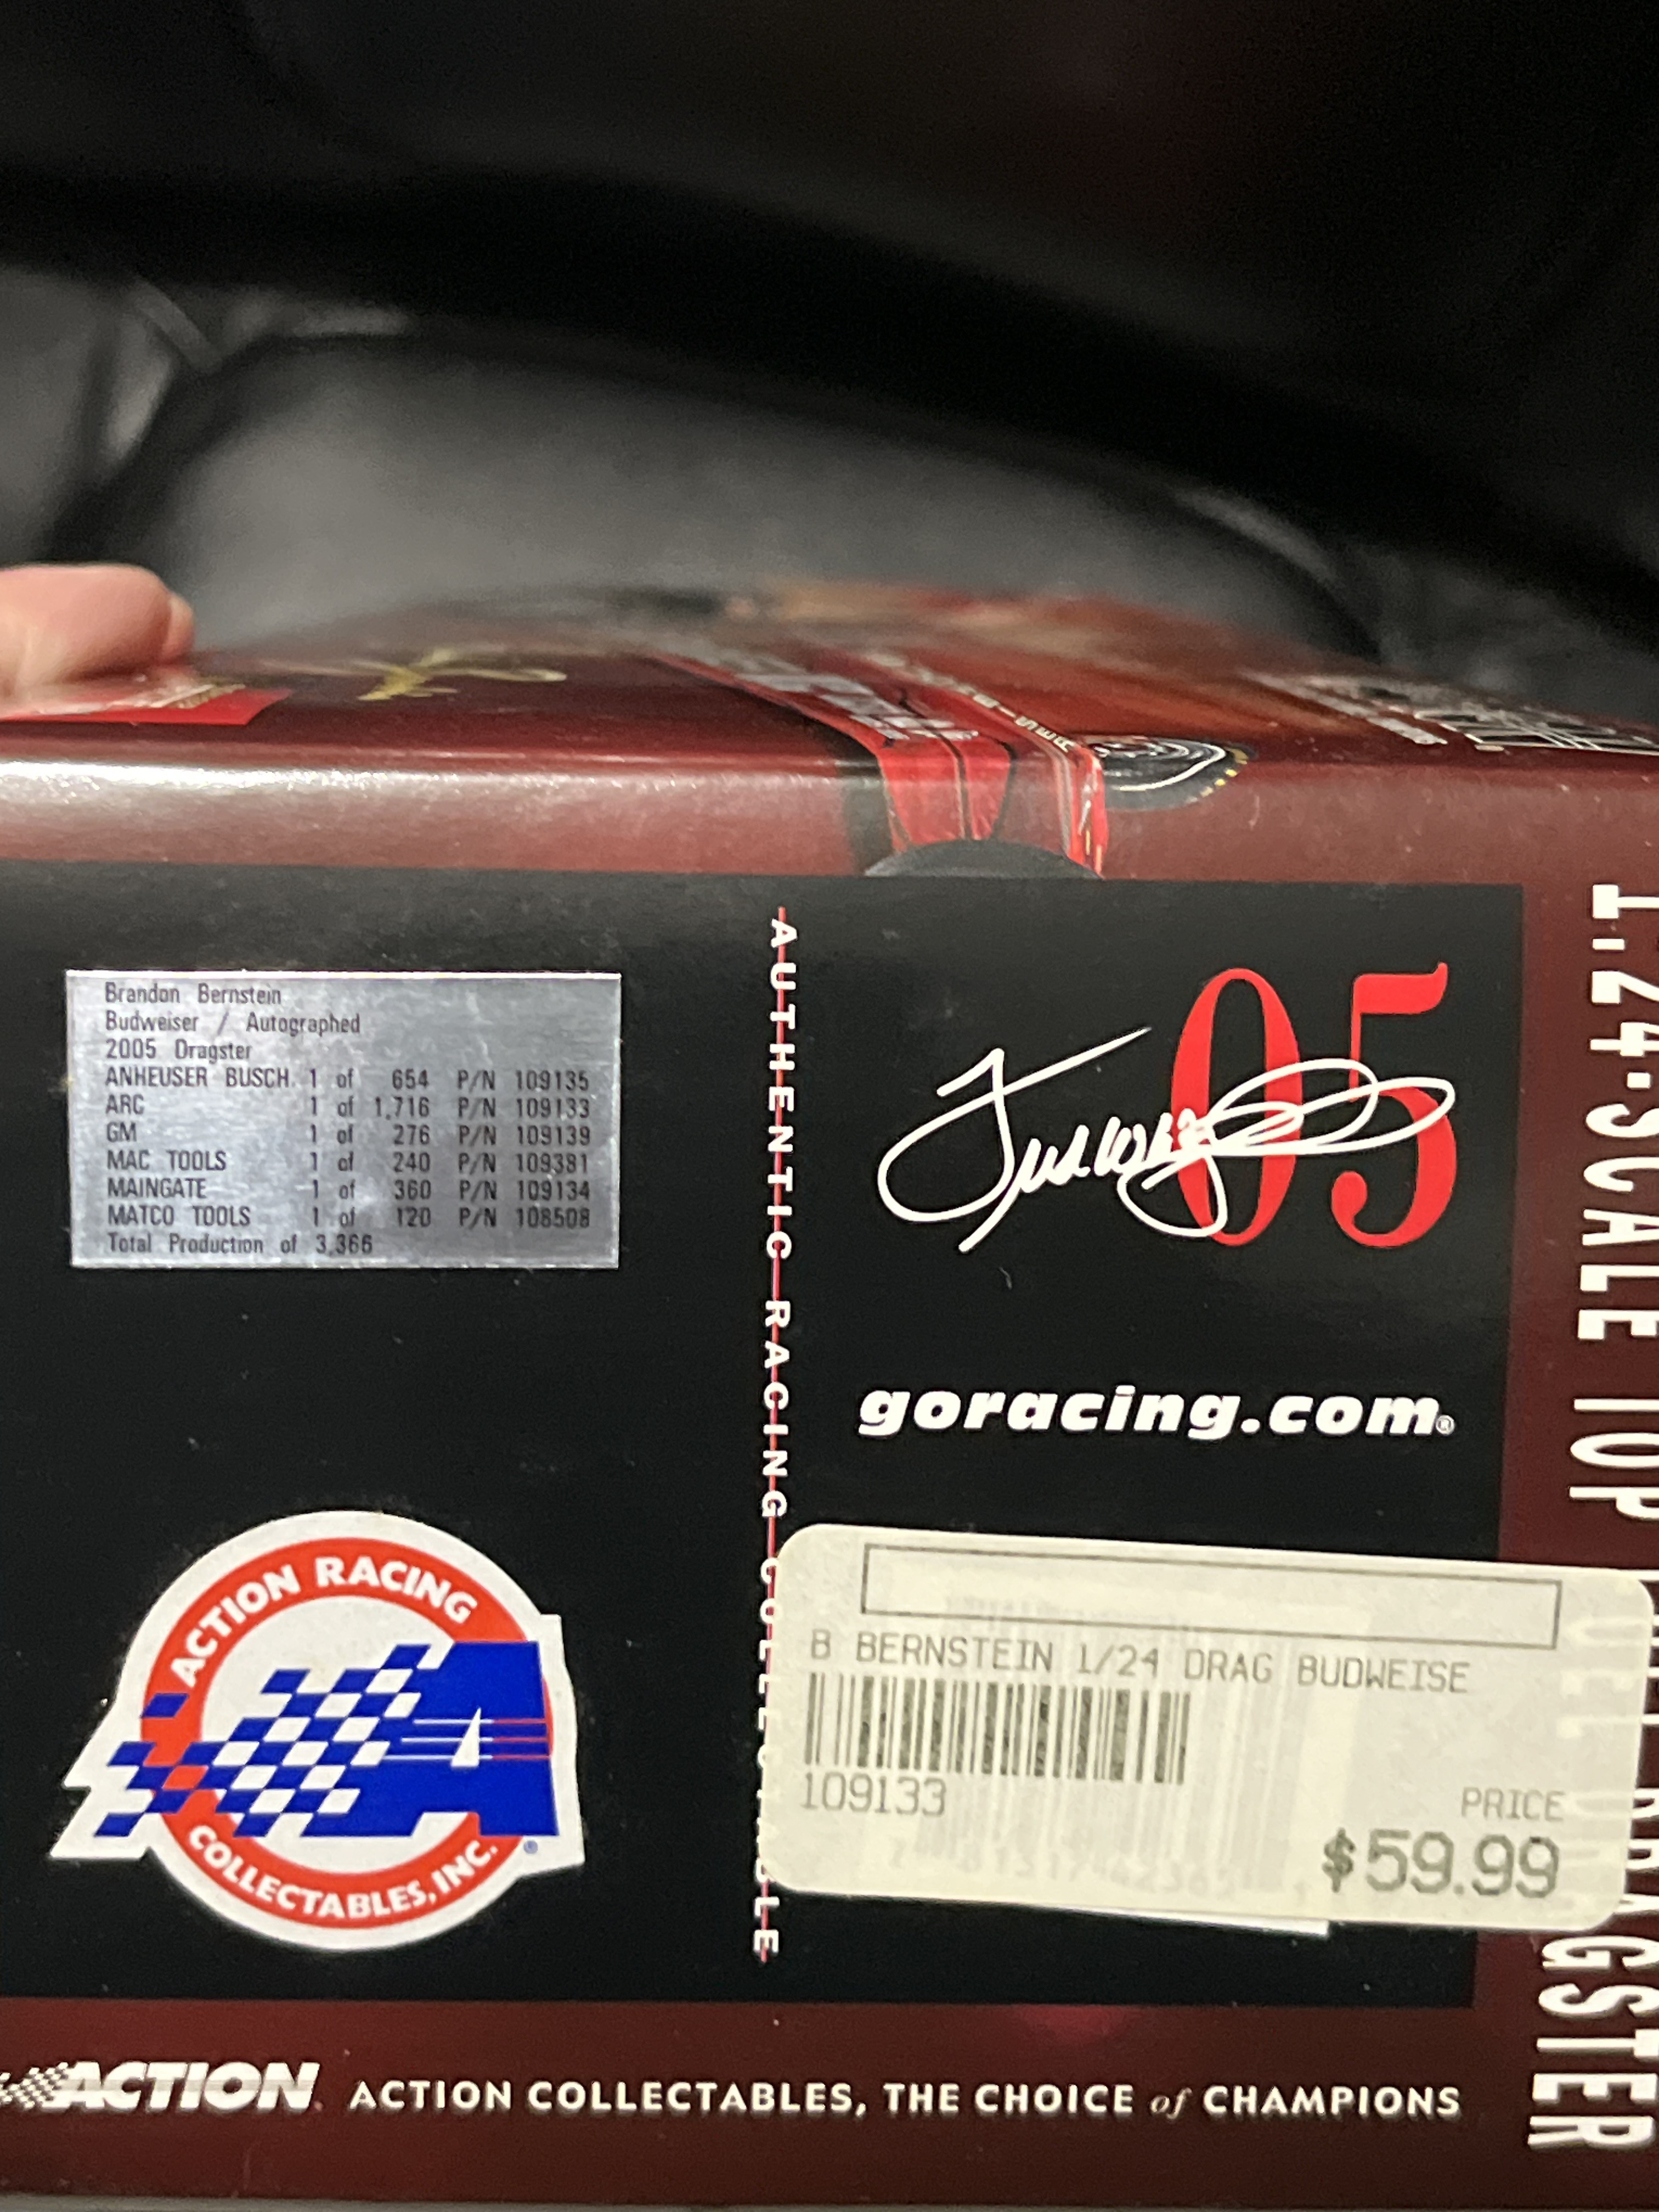 Brandon Bernstein
Budweiser / Autographed
2005 Dragster
ANHEUSER BUSCH 1 of 654 P/N 109135
ARC 1 of 1,716 P/N 109133
GM 1 of 276 P/N 109139
MAC TOOLS 1 of 240 P/N 109381
MAINGATE 1 of 360 P/N 109134
MATCO TOOLS 1 of 120 P/N 108508
Total Production of 3,366
AUTHENTIC RACING
05
goracing.com®
1:24-SCALE TOP
B BERNSTEIN 1/24 DRAG BUDWEISE
109133
PRICE
$59.99
ACTION RACING
COLLECTABLES, INC.
ACTION
ACTION COLLECTABLES, THE CHOICE of CHAMPIONS